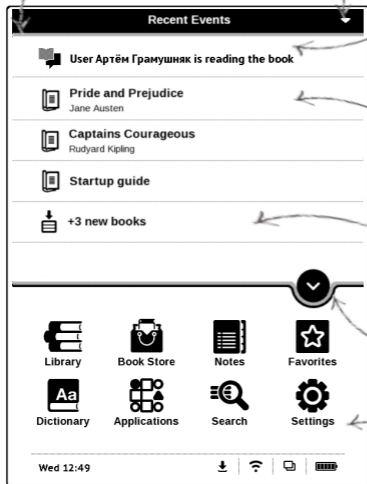 Recent Events
User Артём Грамушняк is reading the book
Pride and Prejudice
Jane Austen
Captains Courageous
Rudyard Kipling
Startup guide
+3 new books
Library Book Store Notes Favorites
Aa
Dictionary Applications Search Settings
Wed 12:49